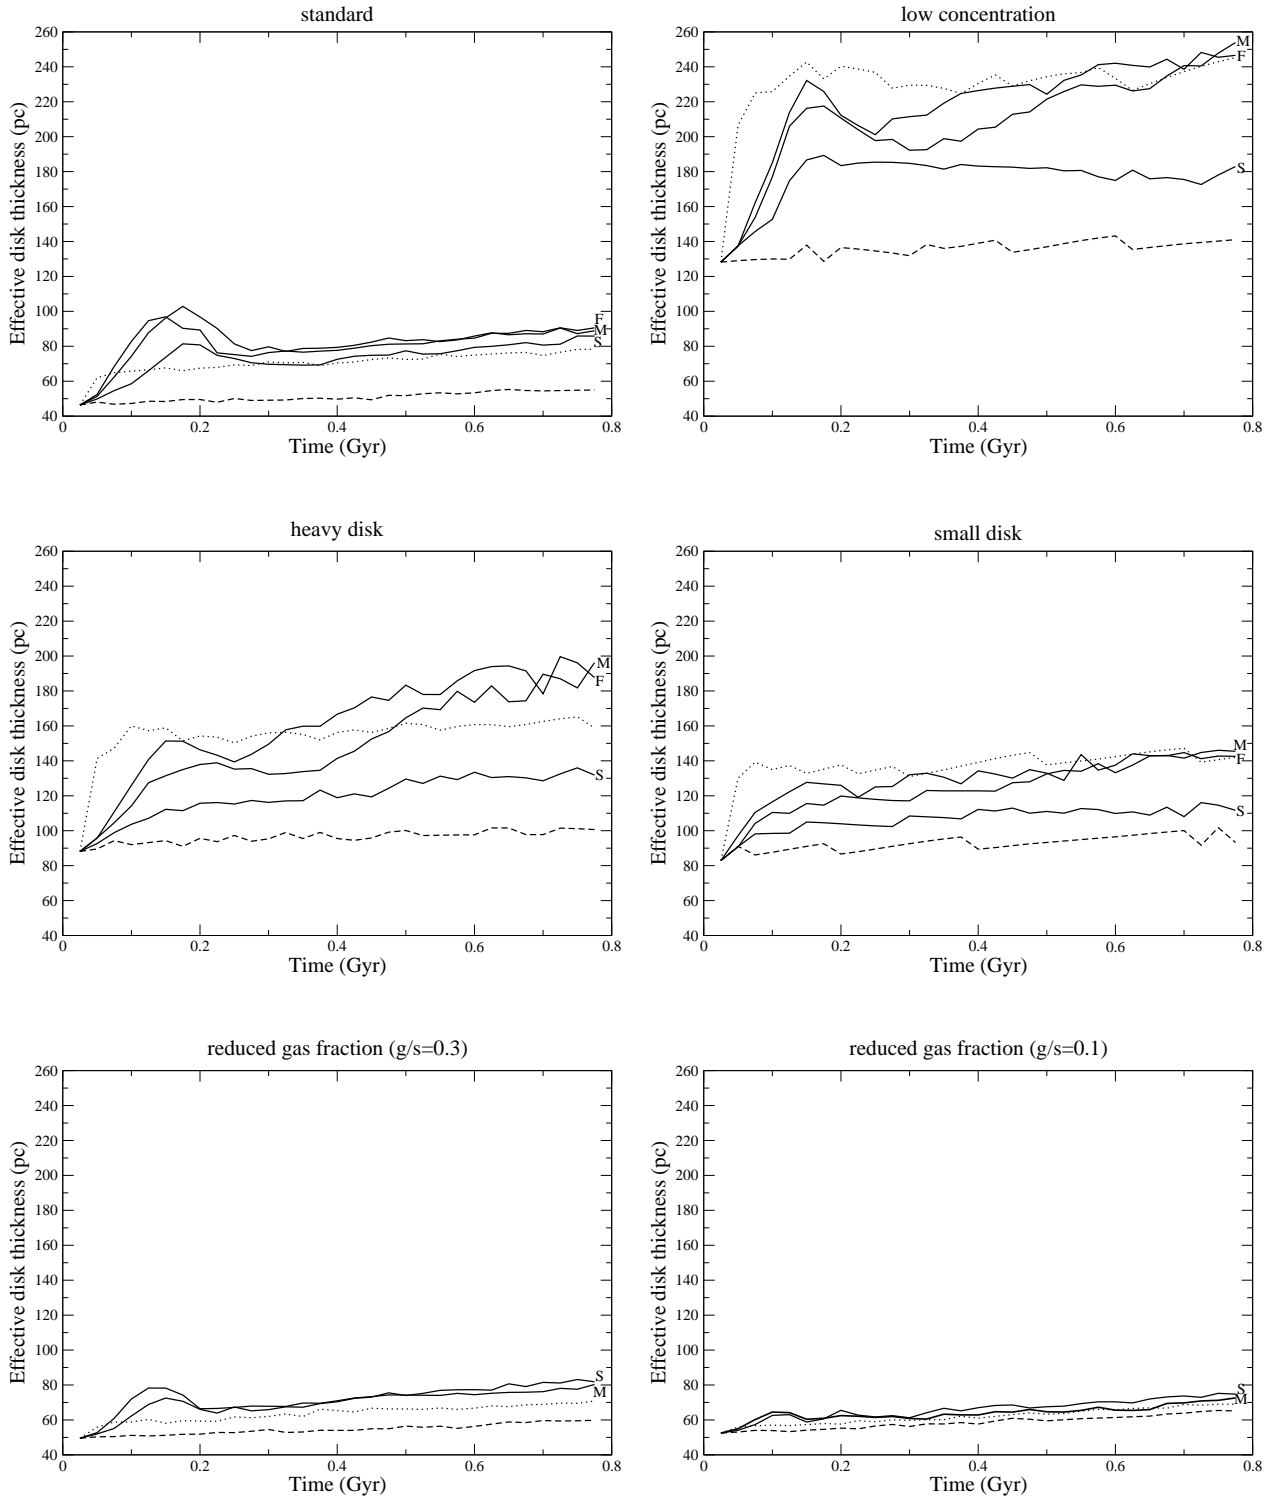 standard
260
240
220
200
180
160
140
120
100
80
60
40
Effective disk thickness (pc)
F
M
S
0 0.2 0.4 0.6 0.8
Time (Gyr)
low concentration
260
240
220
200
180
160
140
120
100
80
60
40
Effective disk thickness (pc)
M
F
S
0 0.2 0.4 0.6 0.8
Time (Gyr)
heavy disk
260
240
220
200
180
160
140
120
100
80
60
40
Effective disk thickness (pc)
M
F
S
0 0.2 0.4 0.6 0.8
Time (Gyr)
small disk
260
240
220
200
180
160
140
120
100
80
60
40
Effective disk thickness (pc)
M
F
S
0 0.2 0.4 0.6 0.8
Time (Gyr)
reduced gas fraction (g/s=0.3)
260
240
220
200
180
160
140
120
100
80
60
40
Effective disk thickness (pc)
S
M
0 0.2 0.4 0.6 0.8
Time (Gyr)
reduced gas fraction (g/s=0.1)
260
240
220
200
180
160
140
120
100
80
60
40
Effective disk thickness (pc)
S
M
0 0.2 0.4 0.6 0.8
Time (Gyr)